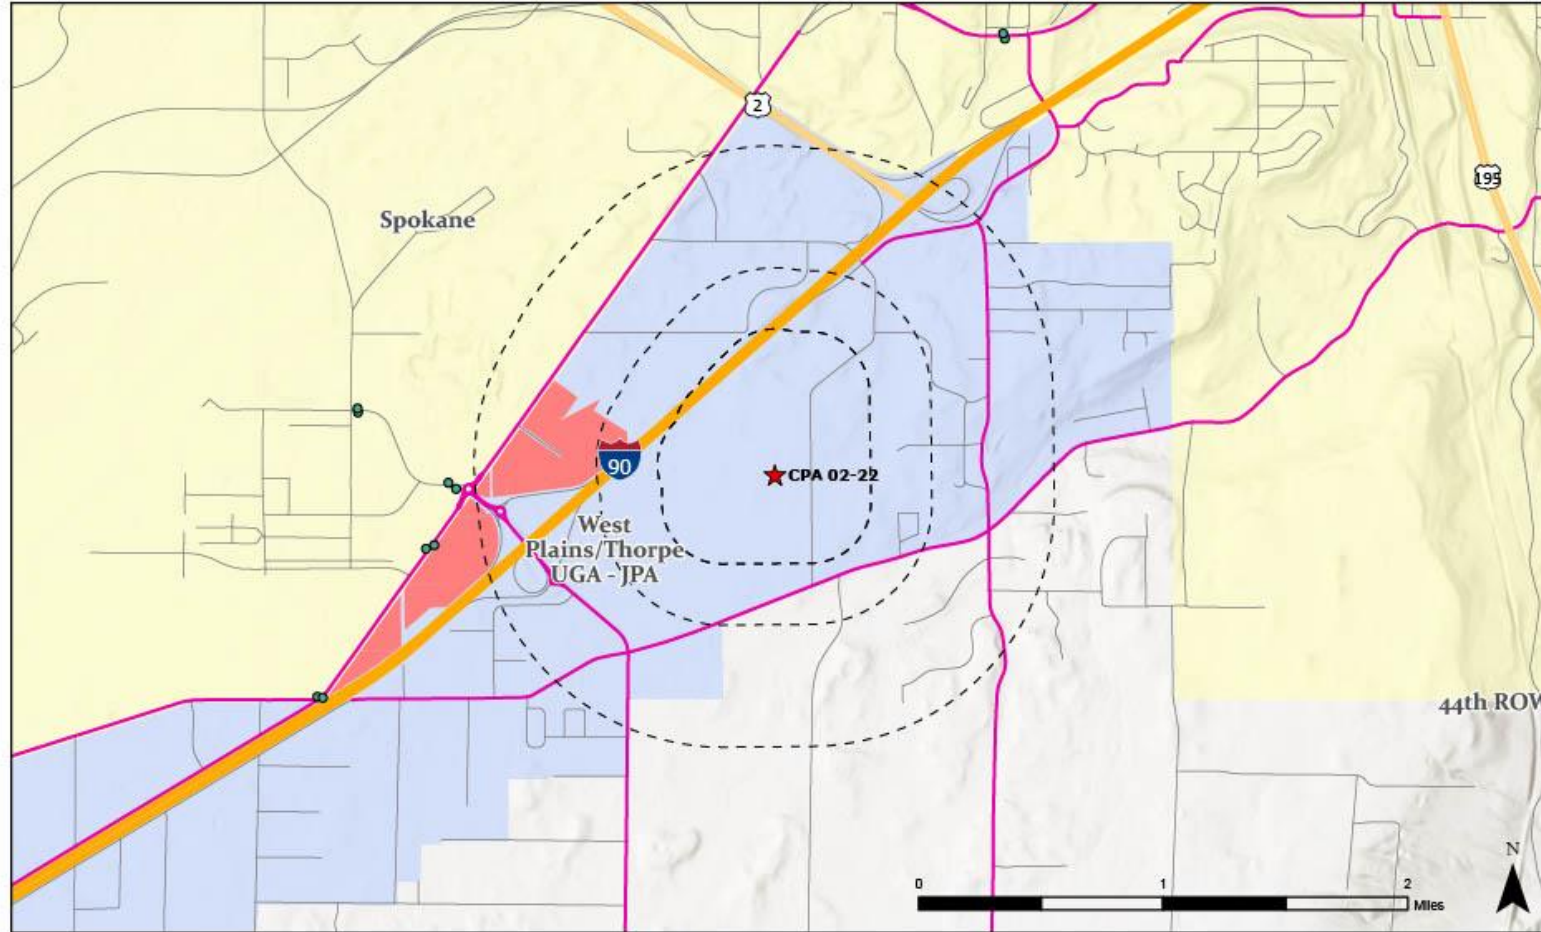 2
195
Spokane
90
CPA 02-22
West
Plains/Thorpe
UGA - JPA
44th ROW
N
0
1
2
Miles